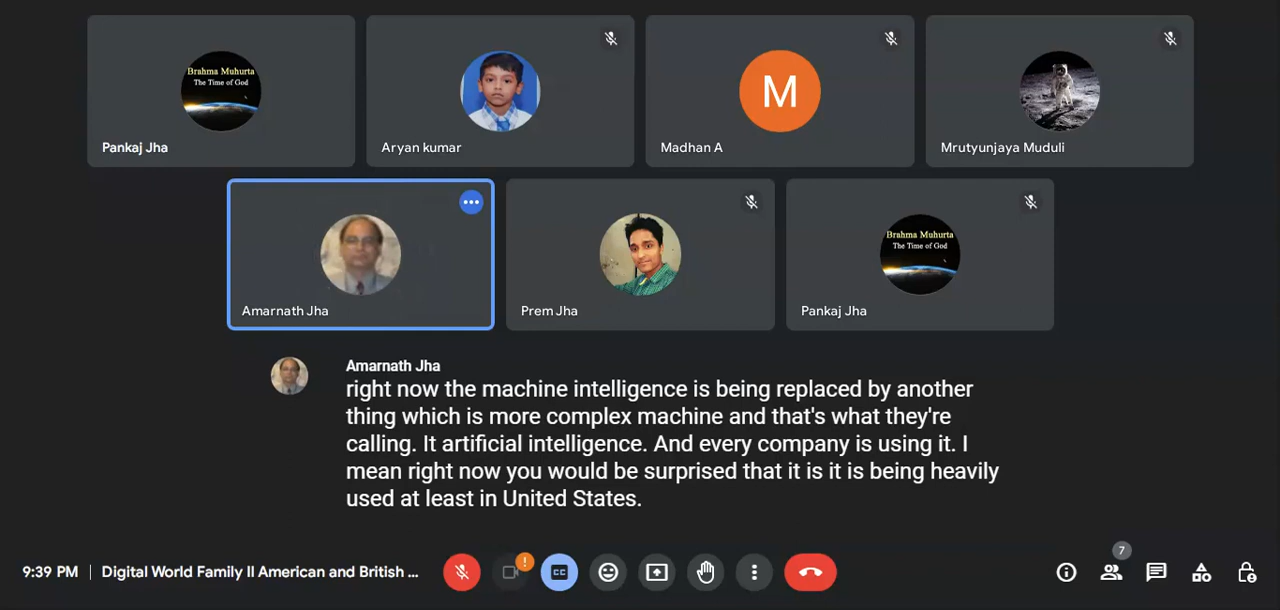 Brahma Muhurta
The Time of God
Pankaj Jha
Aryan kumar
M
Madhan A
Mrutyunjaya Muduli
Amarnath Jha
Prem Jha
Brahma Muhurta
The Time of God
Pankaj Jha
Amarnath Jha
right now the machine intelligence is being replaced by another
thing which is more complex machine and that's what they're
calling. It artificial intelligence. And every company is using it. I
mean right now you would be surprised that it is it is being heavily
used at least in United States.
9:39 PM | Digital World Family II American and British ...
!
CC
7